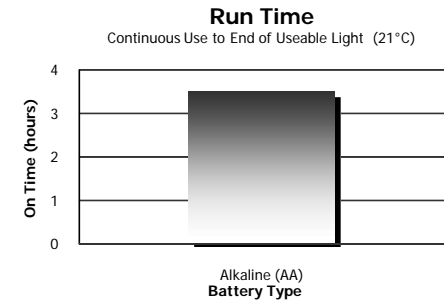 Run Time
Continuous Use to End of Useable Light (21°C)
4
3
2
1
0
On Time (hours)
Alkaline (AA)
Battery Type